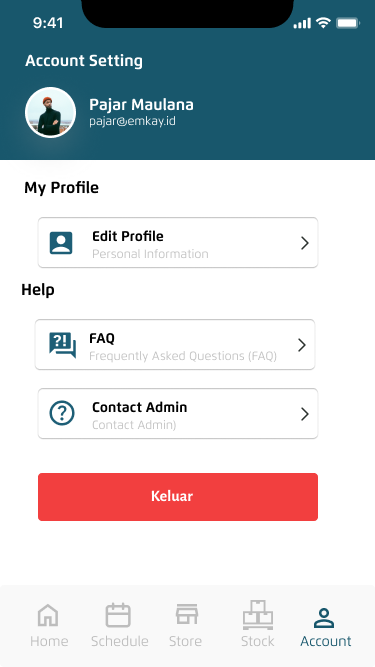 9:41
Account Setting
Pajar Maulana
pajar@emkay.id
My Profile
Edit Profile
Personal Information
Help
?!
FAQ
Frequently Asked Questions (FAQ)
?
Contact Admin
Contact Admin)
Keluar
Home Schedule Store Stock Account